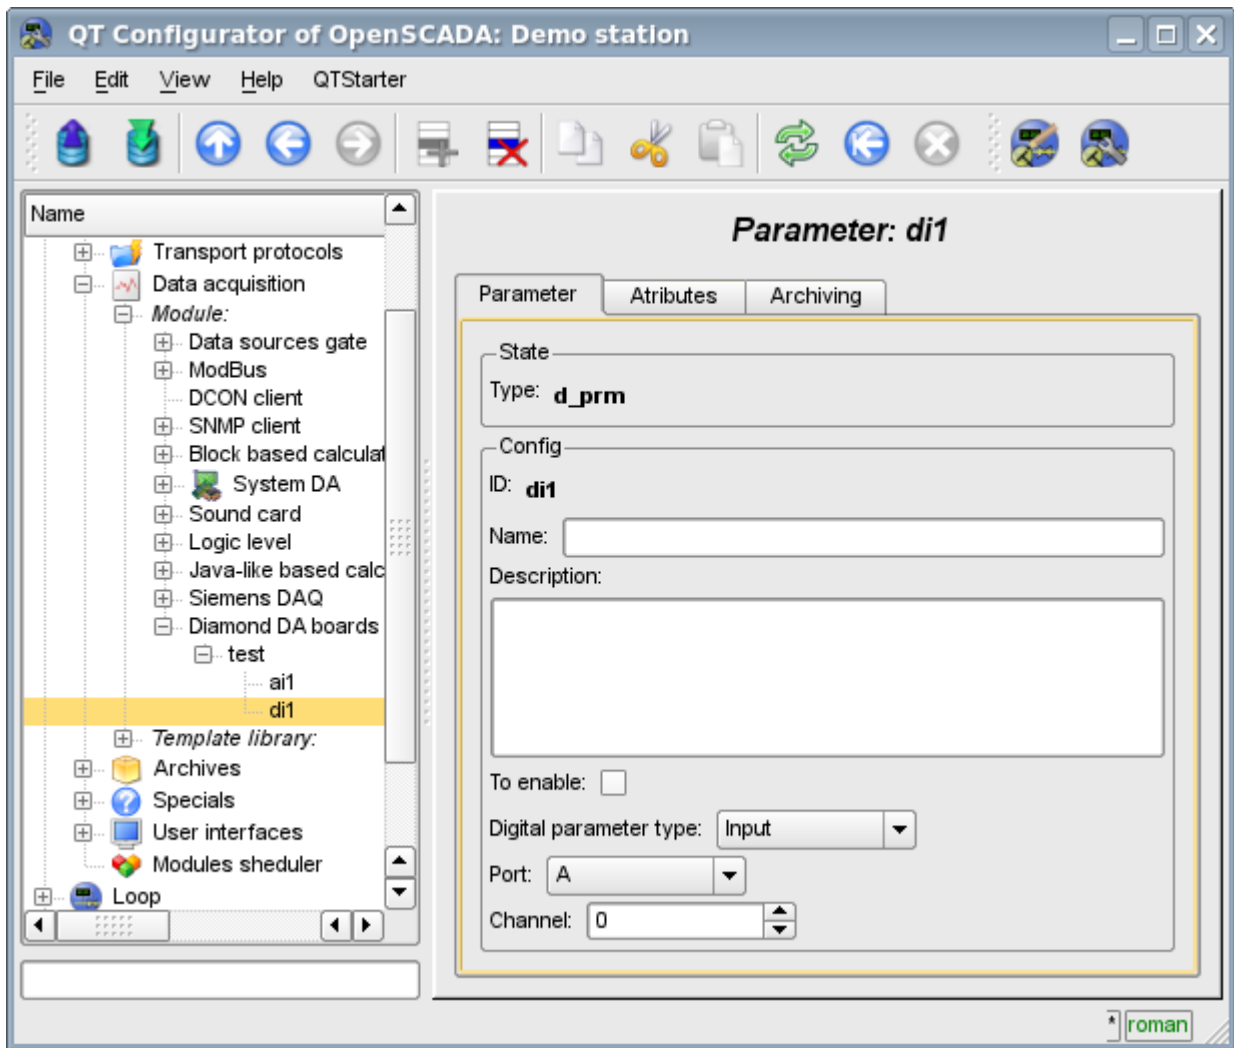 QT Configurator of OpenSCADA: Demo station
File Edit View Help QTStarter
Name
Transport protocols
Data acquisition
Module:
Data sources gate
ModBus
DCON client
SNMP client
Block based calculat
System DA
Sound card
Logic level
Java-like based calc
Siemens DAQ
Diamond DA boards
test
ai1
di1
Template library:
Archives
Specials
User interfaces
Modules sheduler
Loop
Parameter: di1
Parameter Atributes Archiving
State
Type: d_prm
Config
ID: di1
Name:
Description:
To enable:
Digital parameter type: Input
Port: A
Channel: 0
* roman